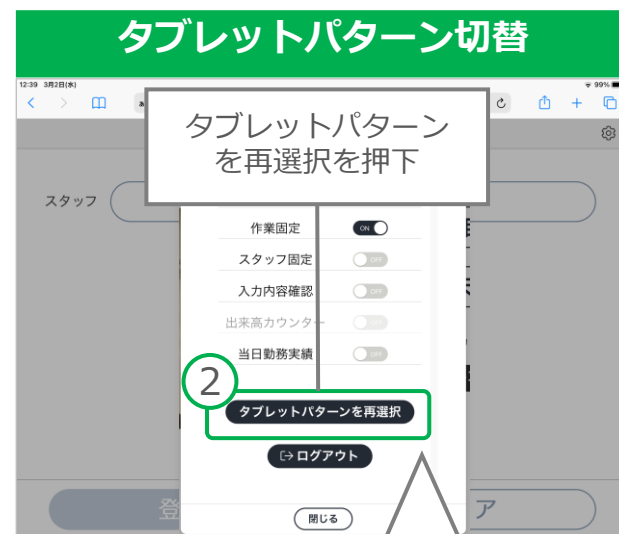 タブレットパターン切替
12:39 3月2日(水)
99%
タブレットパターン
を再選択を押下
スタッフ
作業固定 ON
スタッフ固定 OFF
入力内容確認 OFF
出来高カウンター OFF
当日勤務実績 OFF
2
タブレットパターンを再選択
ログアウト
登
ア
閉じる